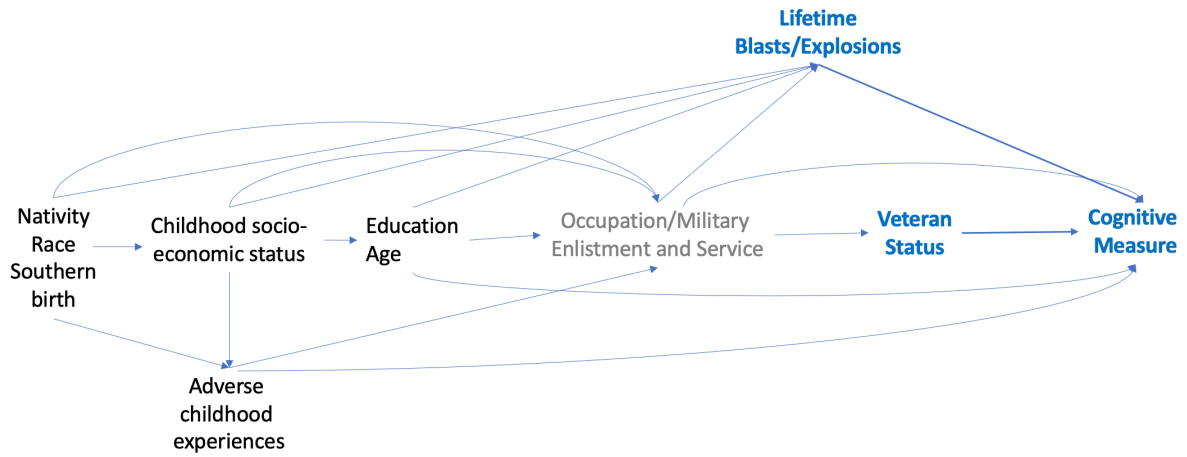 Lifetime
Blasts/Explosions
Nativity
Race
Southern
birth
Childhood socio-
economic status
Education
Age
Occupation/Military
Enlistment and Service
Veteran
Status
Cognitive
Measure
Adverse
childhood
experiences